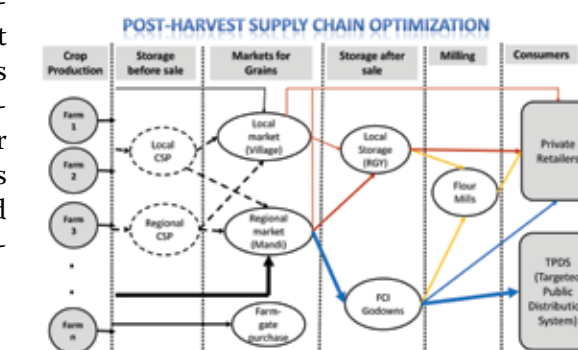 POST-HARVEST SUPPLY CHAIN OPTIMIZATION
Crop
Production
Storage
before sale
Markets for
Grains
Storage after
sale
Milling
Consumers
Farm
1
Farm
2
Farm
3
Farm
n
Local
CSP
Regional
CSP
Local
market
(Village)
Regional
market
(Mandi)
Farm-
gate
purchase
Local
Storage
(RGY)
FCI
Godowns
Flour
Mills
Private
Retailers
TPDS
(Targeted
Public
Distribution
System)